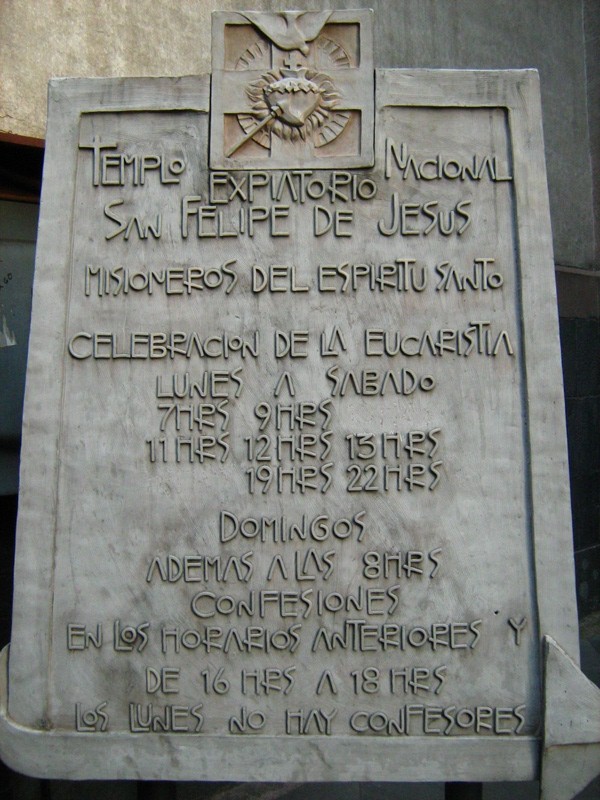 TEMPLO EXPIATORIO NACIONAL
SAN FELIPE DE JESUS
MISIONEROS DEL ESPIRITU SANTO
CELEBRACION DE LA EUCARISTIA
LUNES A SABADO
7HRS 9HRS
11HRS 12HRS 13HRS
19HRS 22HRS
DOMINGOS
ADEMAS A LAS 8HRS
CONFESIONES
EN LOS HORARIOS ANTERIORES Y
DE 16 HRS A 18 HRS
LOS LUNES NO HAY CONFESORES